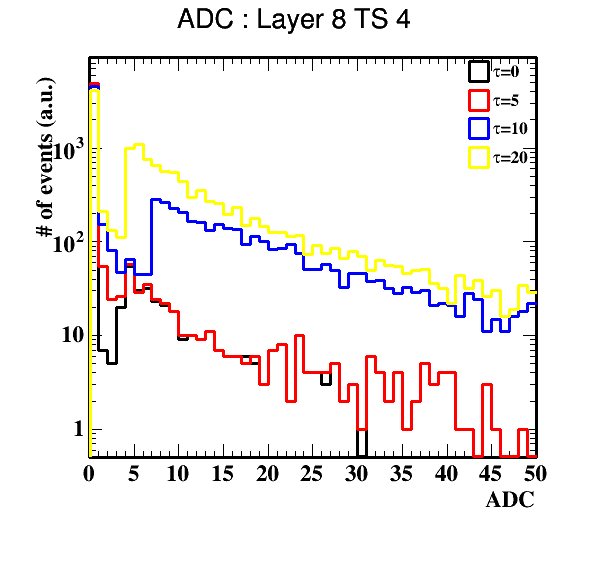 ADC : Layer 8 TS 4
# of events (a.u.)
τ=0
τ=5
τ=10
τ=20
10³
10²
10
1
0 5 10 15 20 25 30 35 40 45 50
ADC